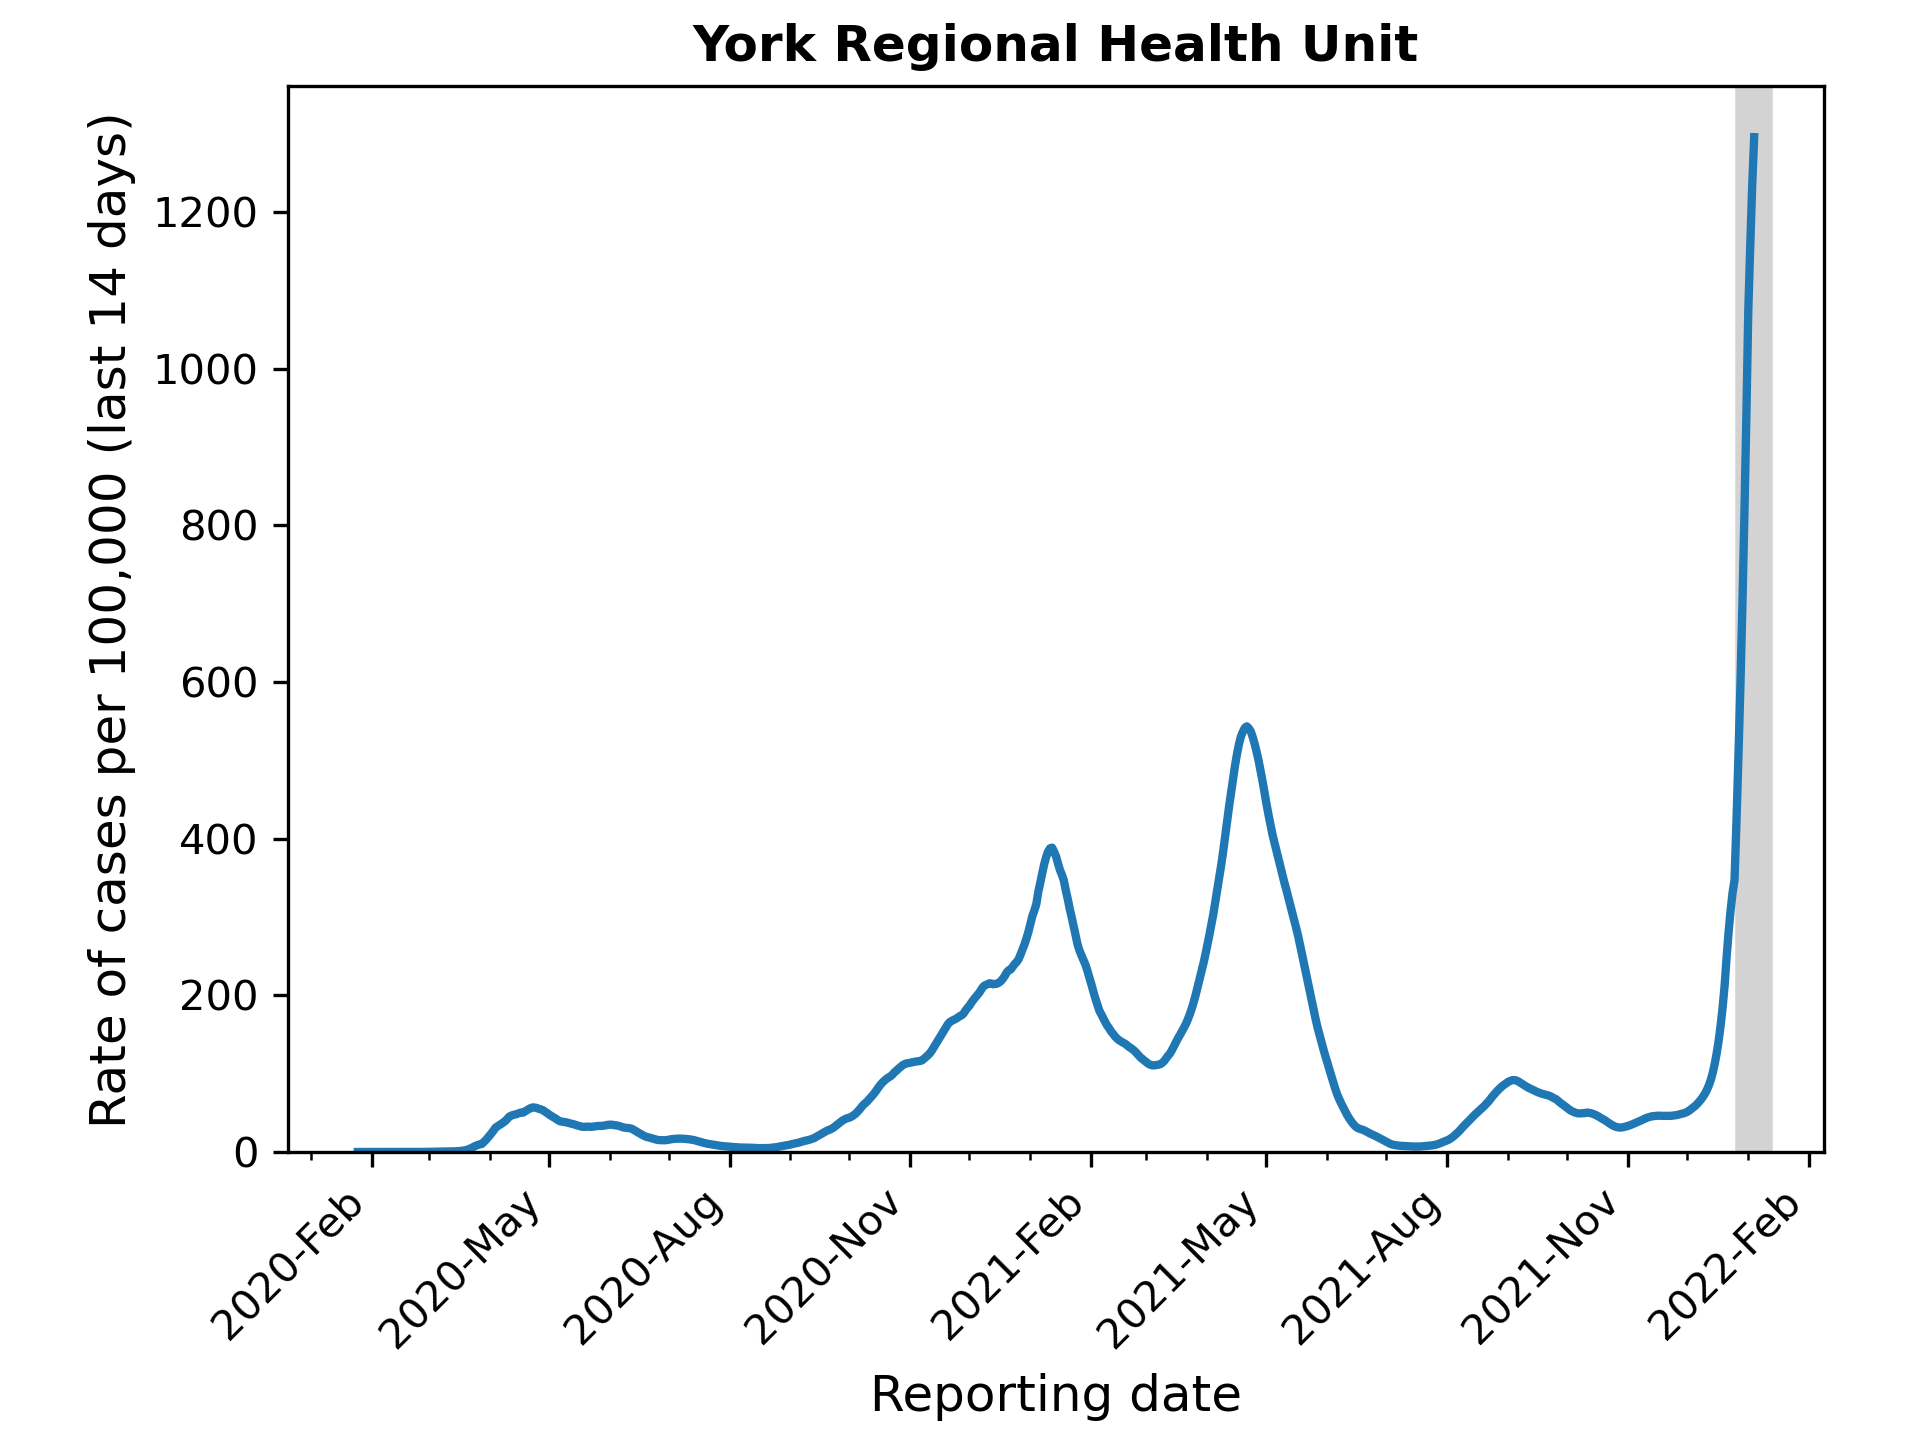 York Regional Health Unit
Rate of cases per 100,000 (last 14 days)
1200
1000
800
600
400
200
0
2020-Feb
2020-May
2020-Aug
2020-Nov
2021-Feb
2021-May
2021-Aug
2021-Nov
2022-Feb
Reporting date